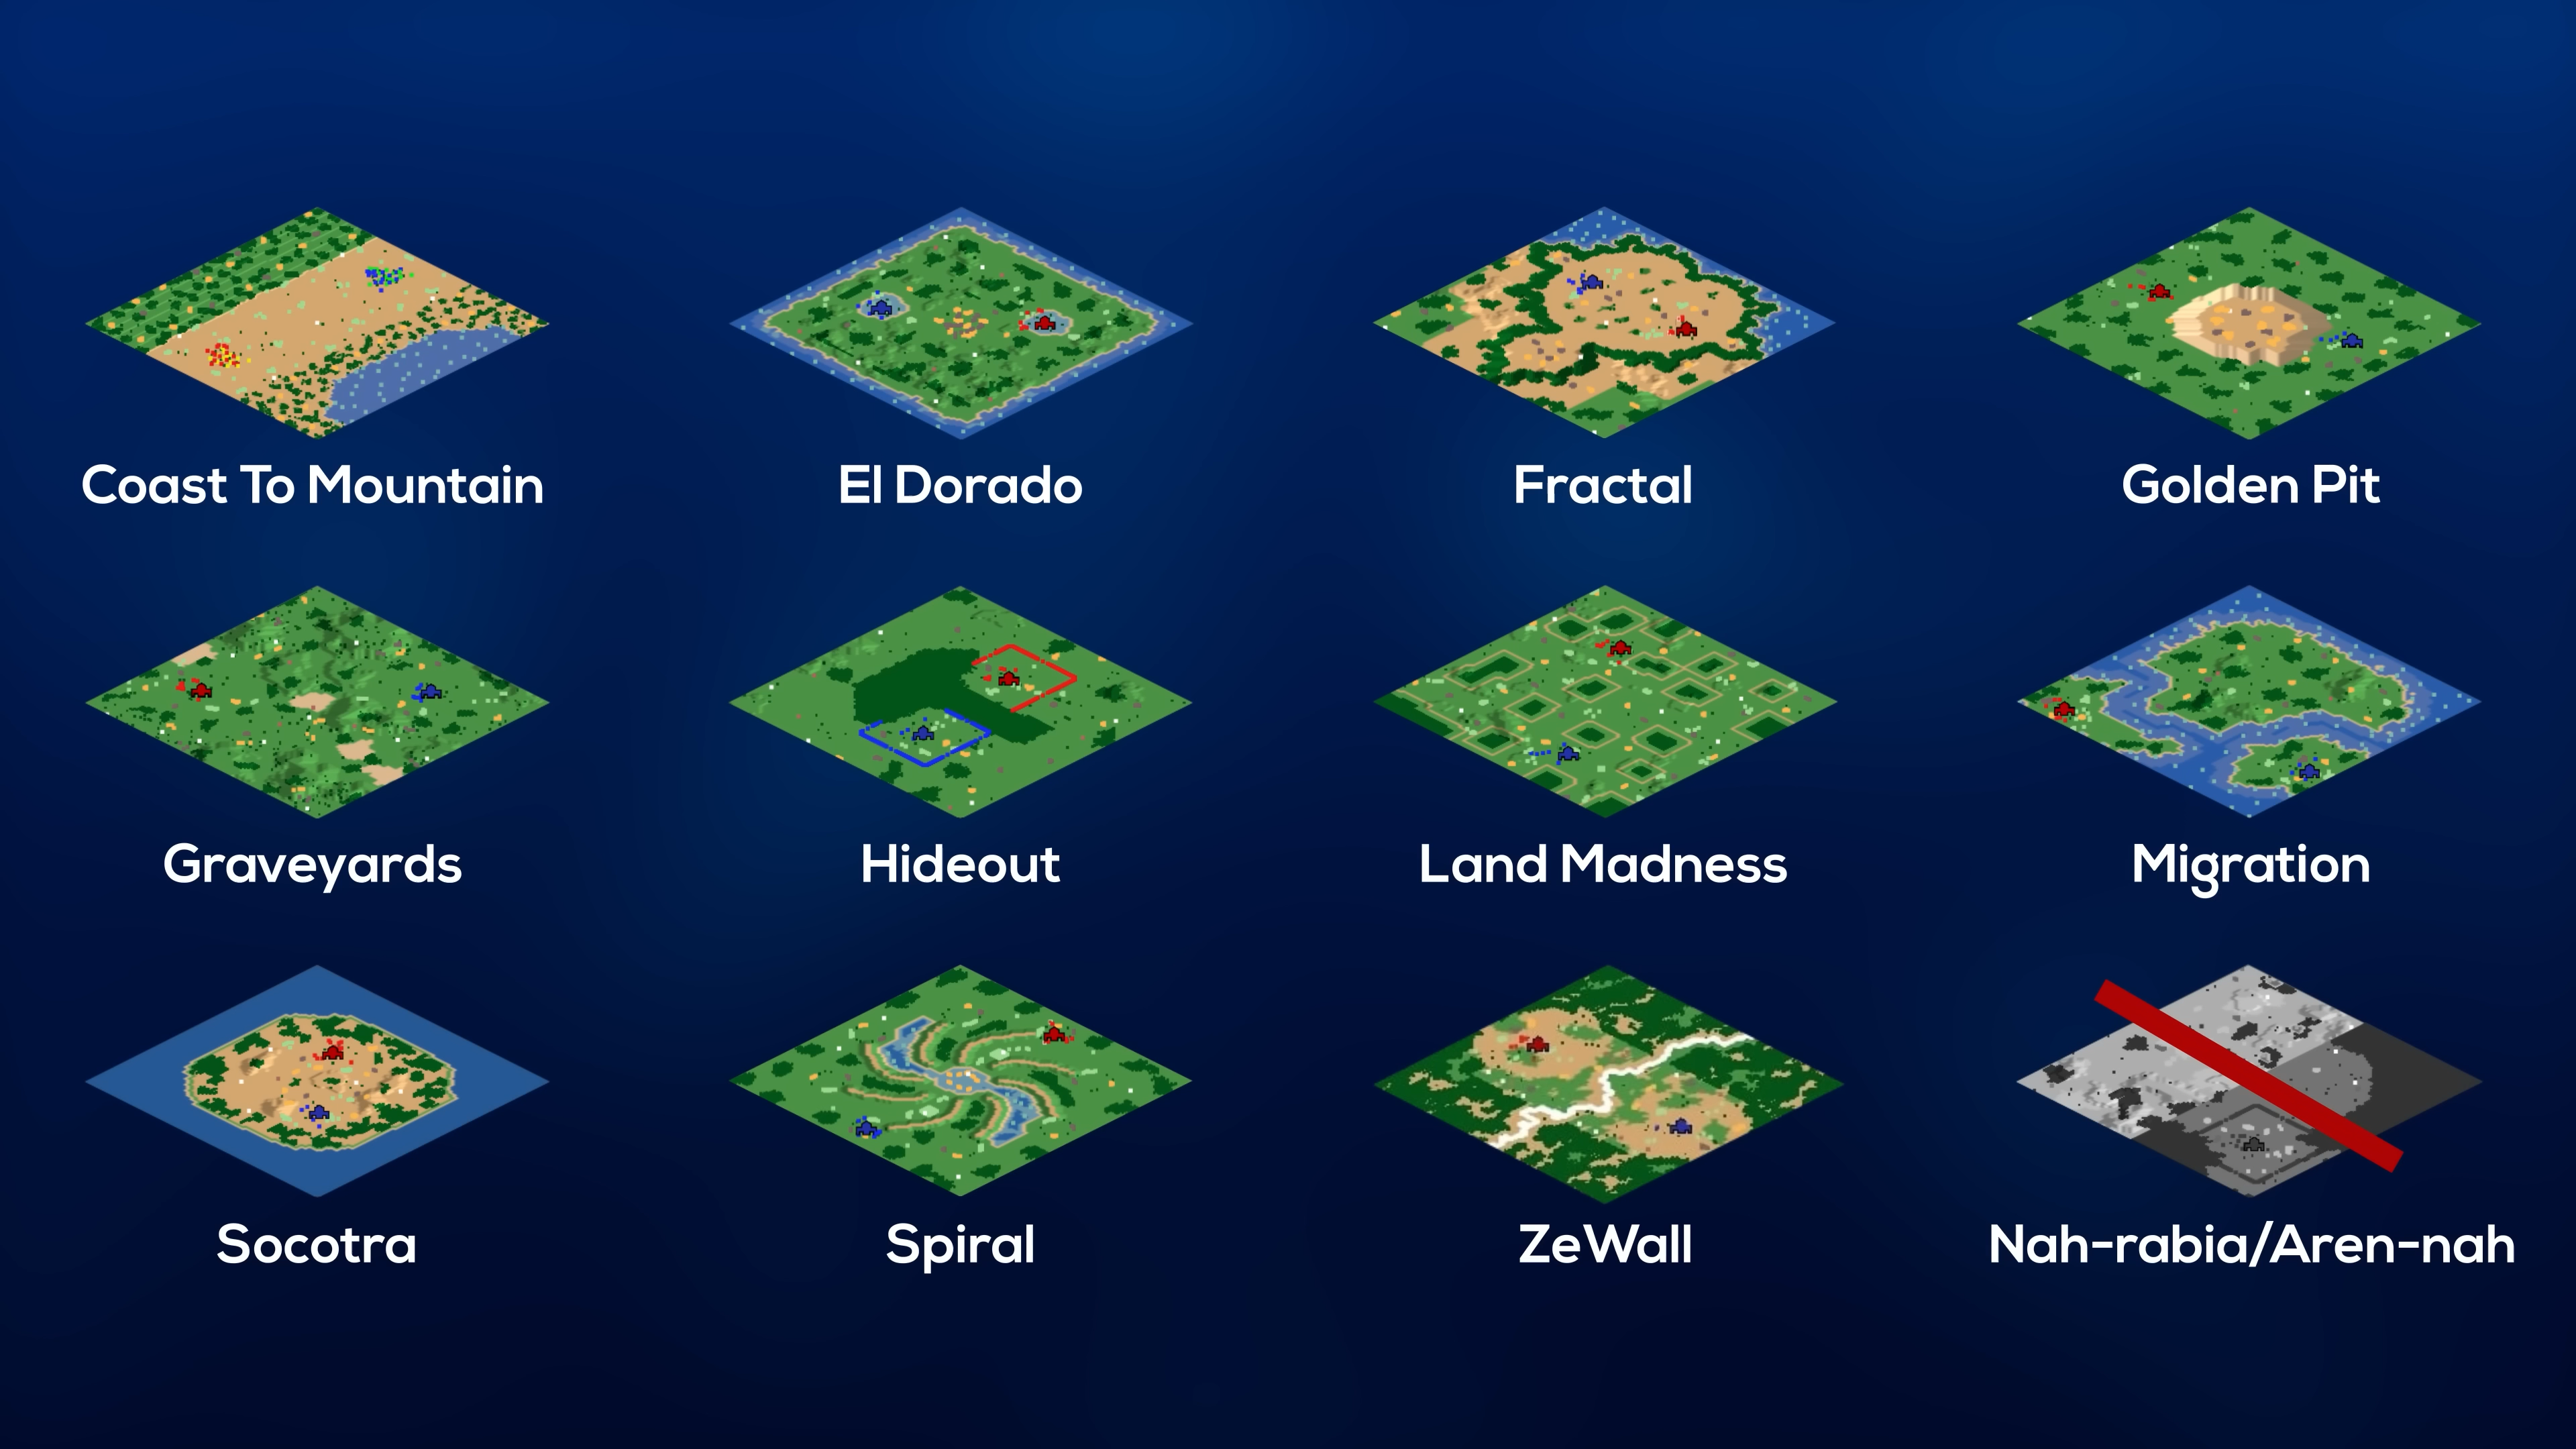 Coast To Mountain
El Dorado
Fractal
Golden Pit
Graveyards
Hideout
Land Madness
Migration
Socotra
Spiral
ZeWall
Nah-rabia/Aren-nah